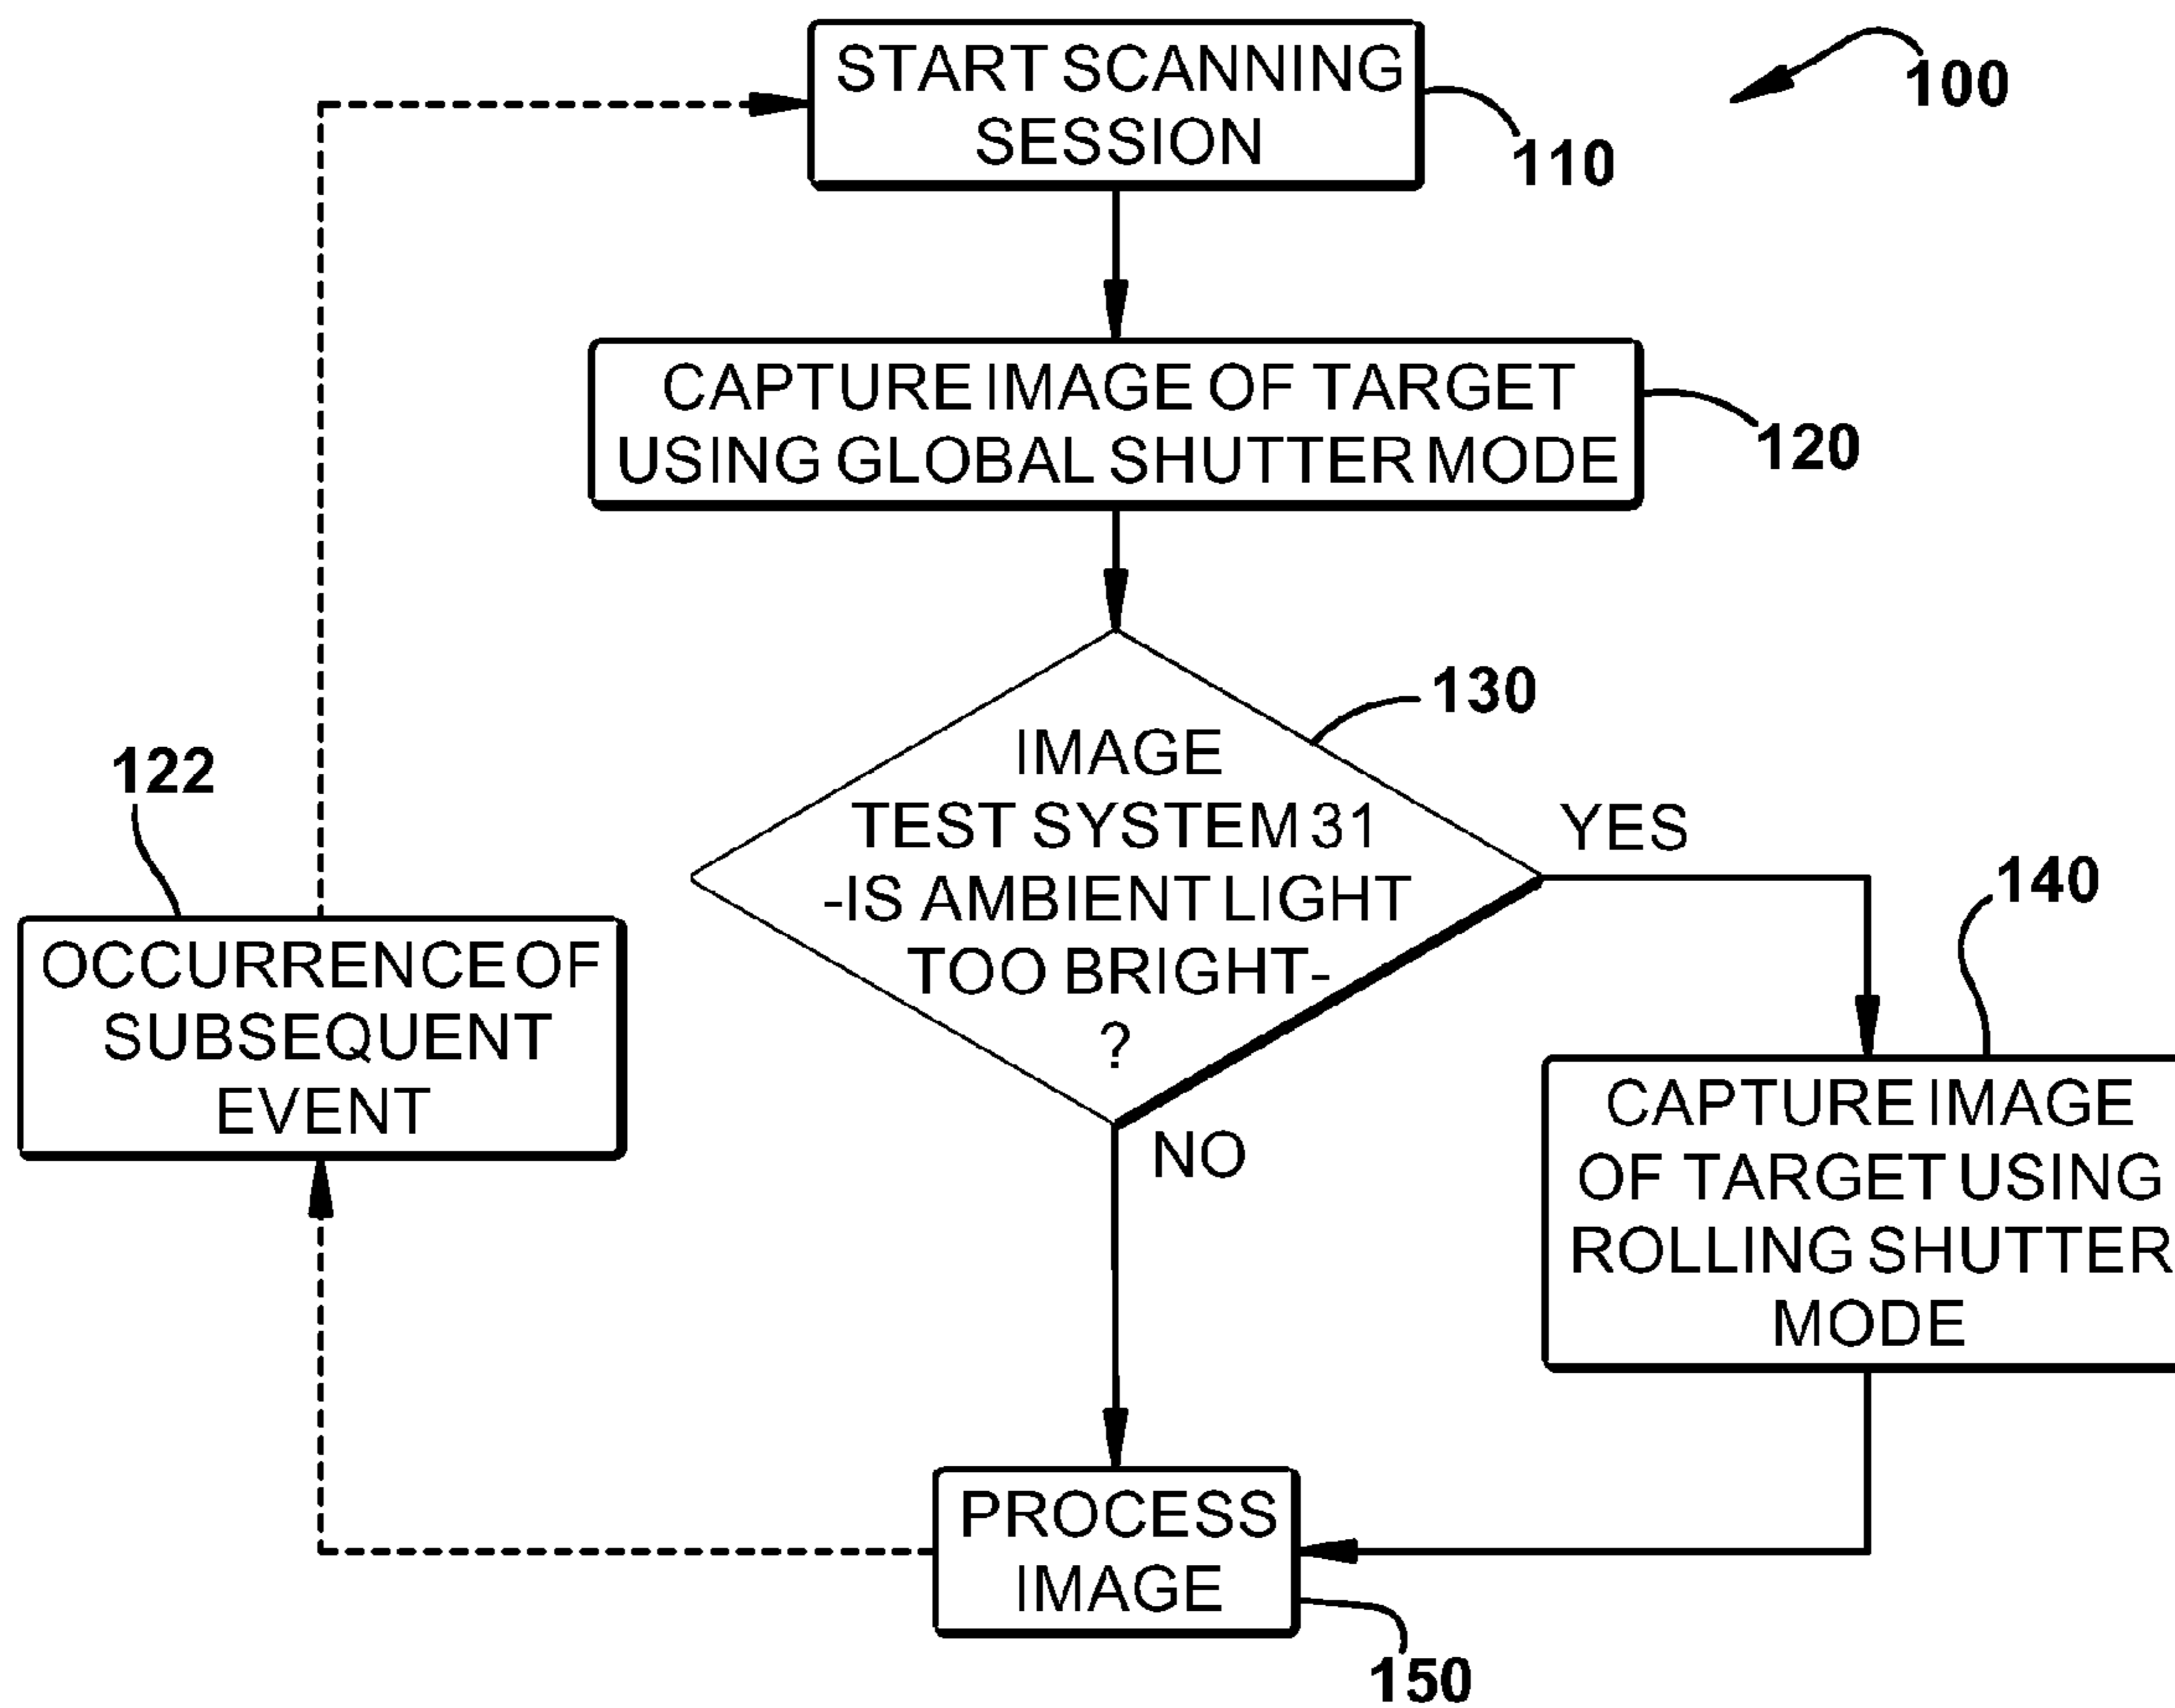 START SCANNING
SESSION
100
110
CAPTURE IMAGE OF TARGET
USING GLOBAL SHUTTER MODE
120
130
IMAGE
TEST SYSTEM 31
-IS AMBIENT LIGHT
TOO BRIGHT-
?
YES
NO
122
OCCURRENCE OF
SUBSEQUENT
EVENT
140
CAPTURE IMAGE
OF TARGET USING
ROLLING SHUTTER
MODE
PROCESS
IMAGE
150